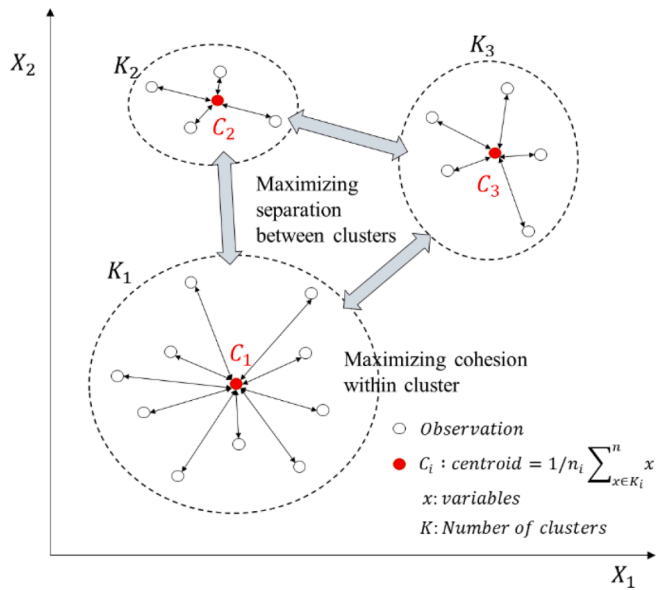 X₂
K₂
K₃
C₂
C₃
Maximizing
separation
between clusters
K₁
C₁
Maximizing cohesion
within cluster
Observation
Cᵢ : centroid = 1/nᵢ ∑ⁿₓ∈Kᵢ x
x: variables
K: Number of clusters
X₁